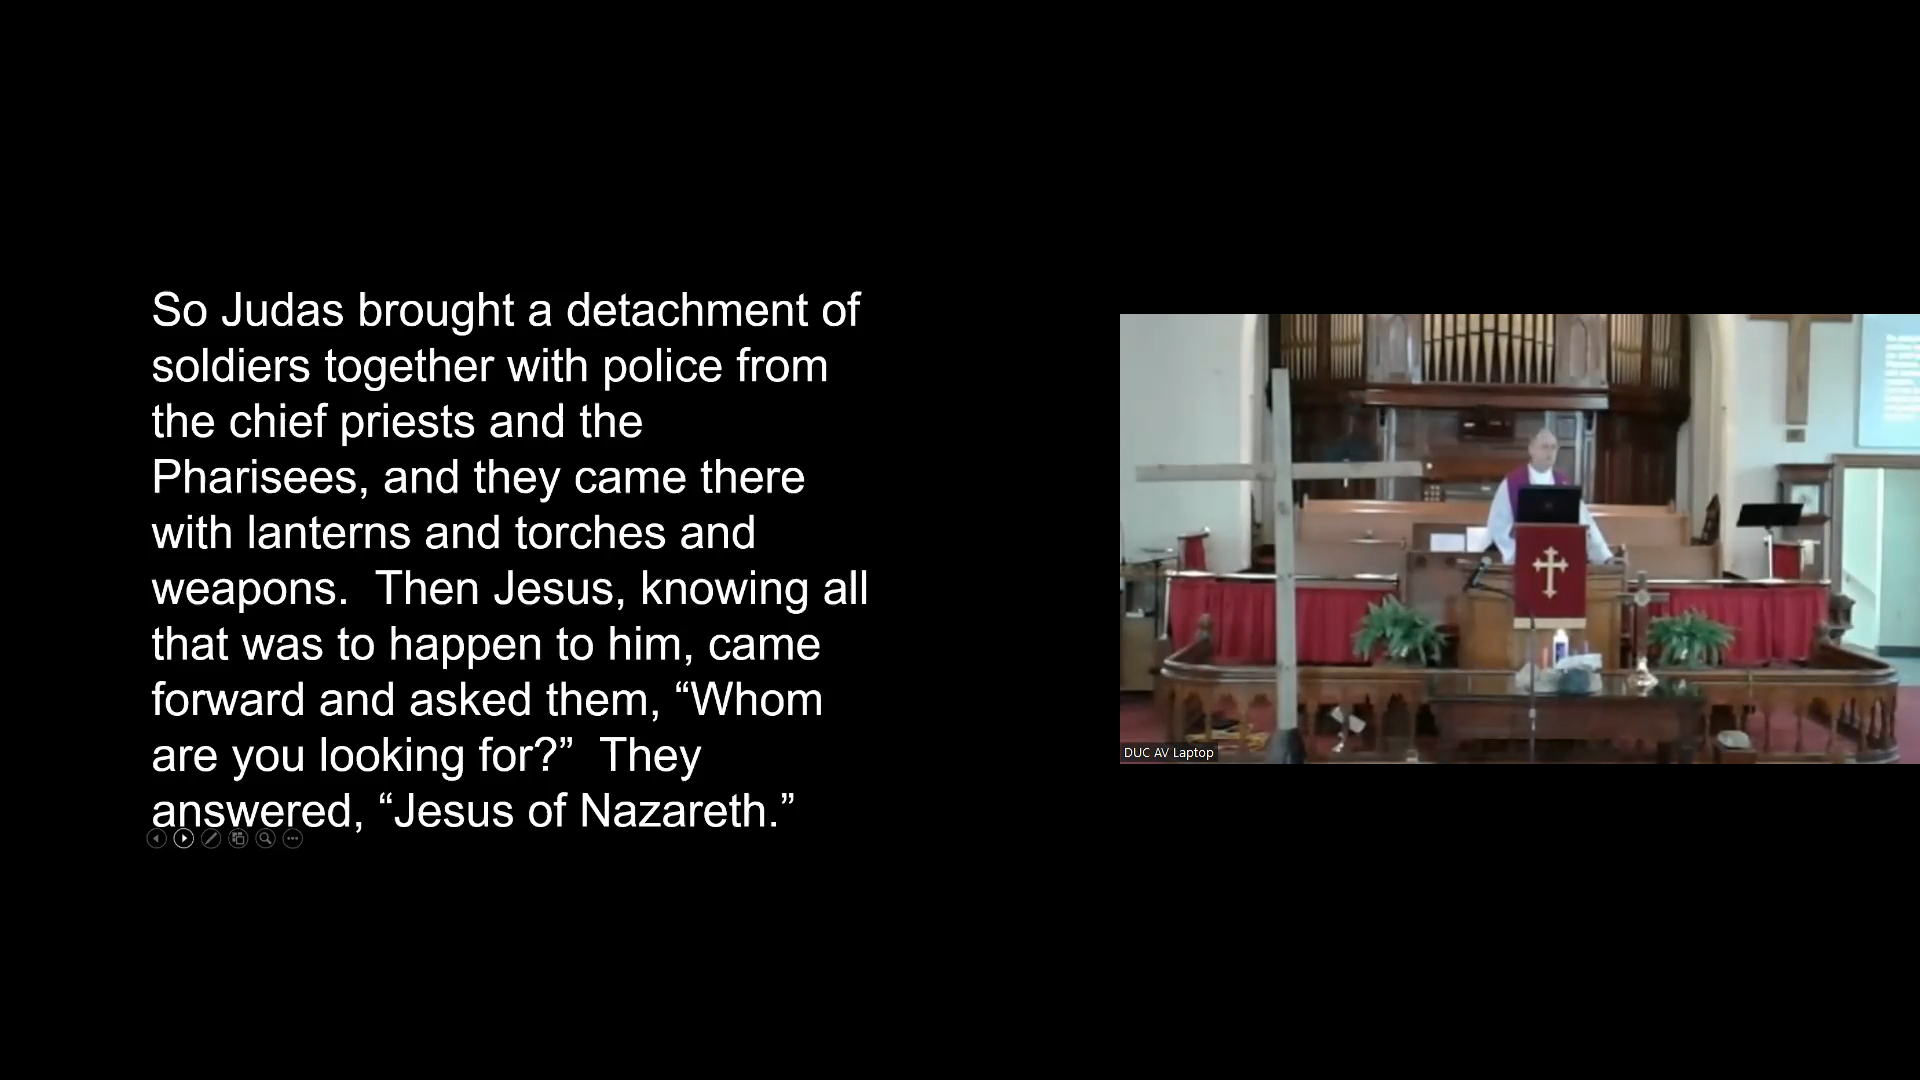 So Judas brought a detachment of
soldiers together with police from
the chief priests and the
Pharisees, and they came there
with lanterns and torches and
weapons.  Then Jesus, knowing all
that was to happen to him, came
forward and asked them, “Whom
are you looking for?”  They
answered, “Jesus of Nazareth.”
DUC AV Laptop